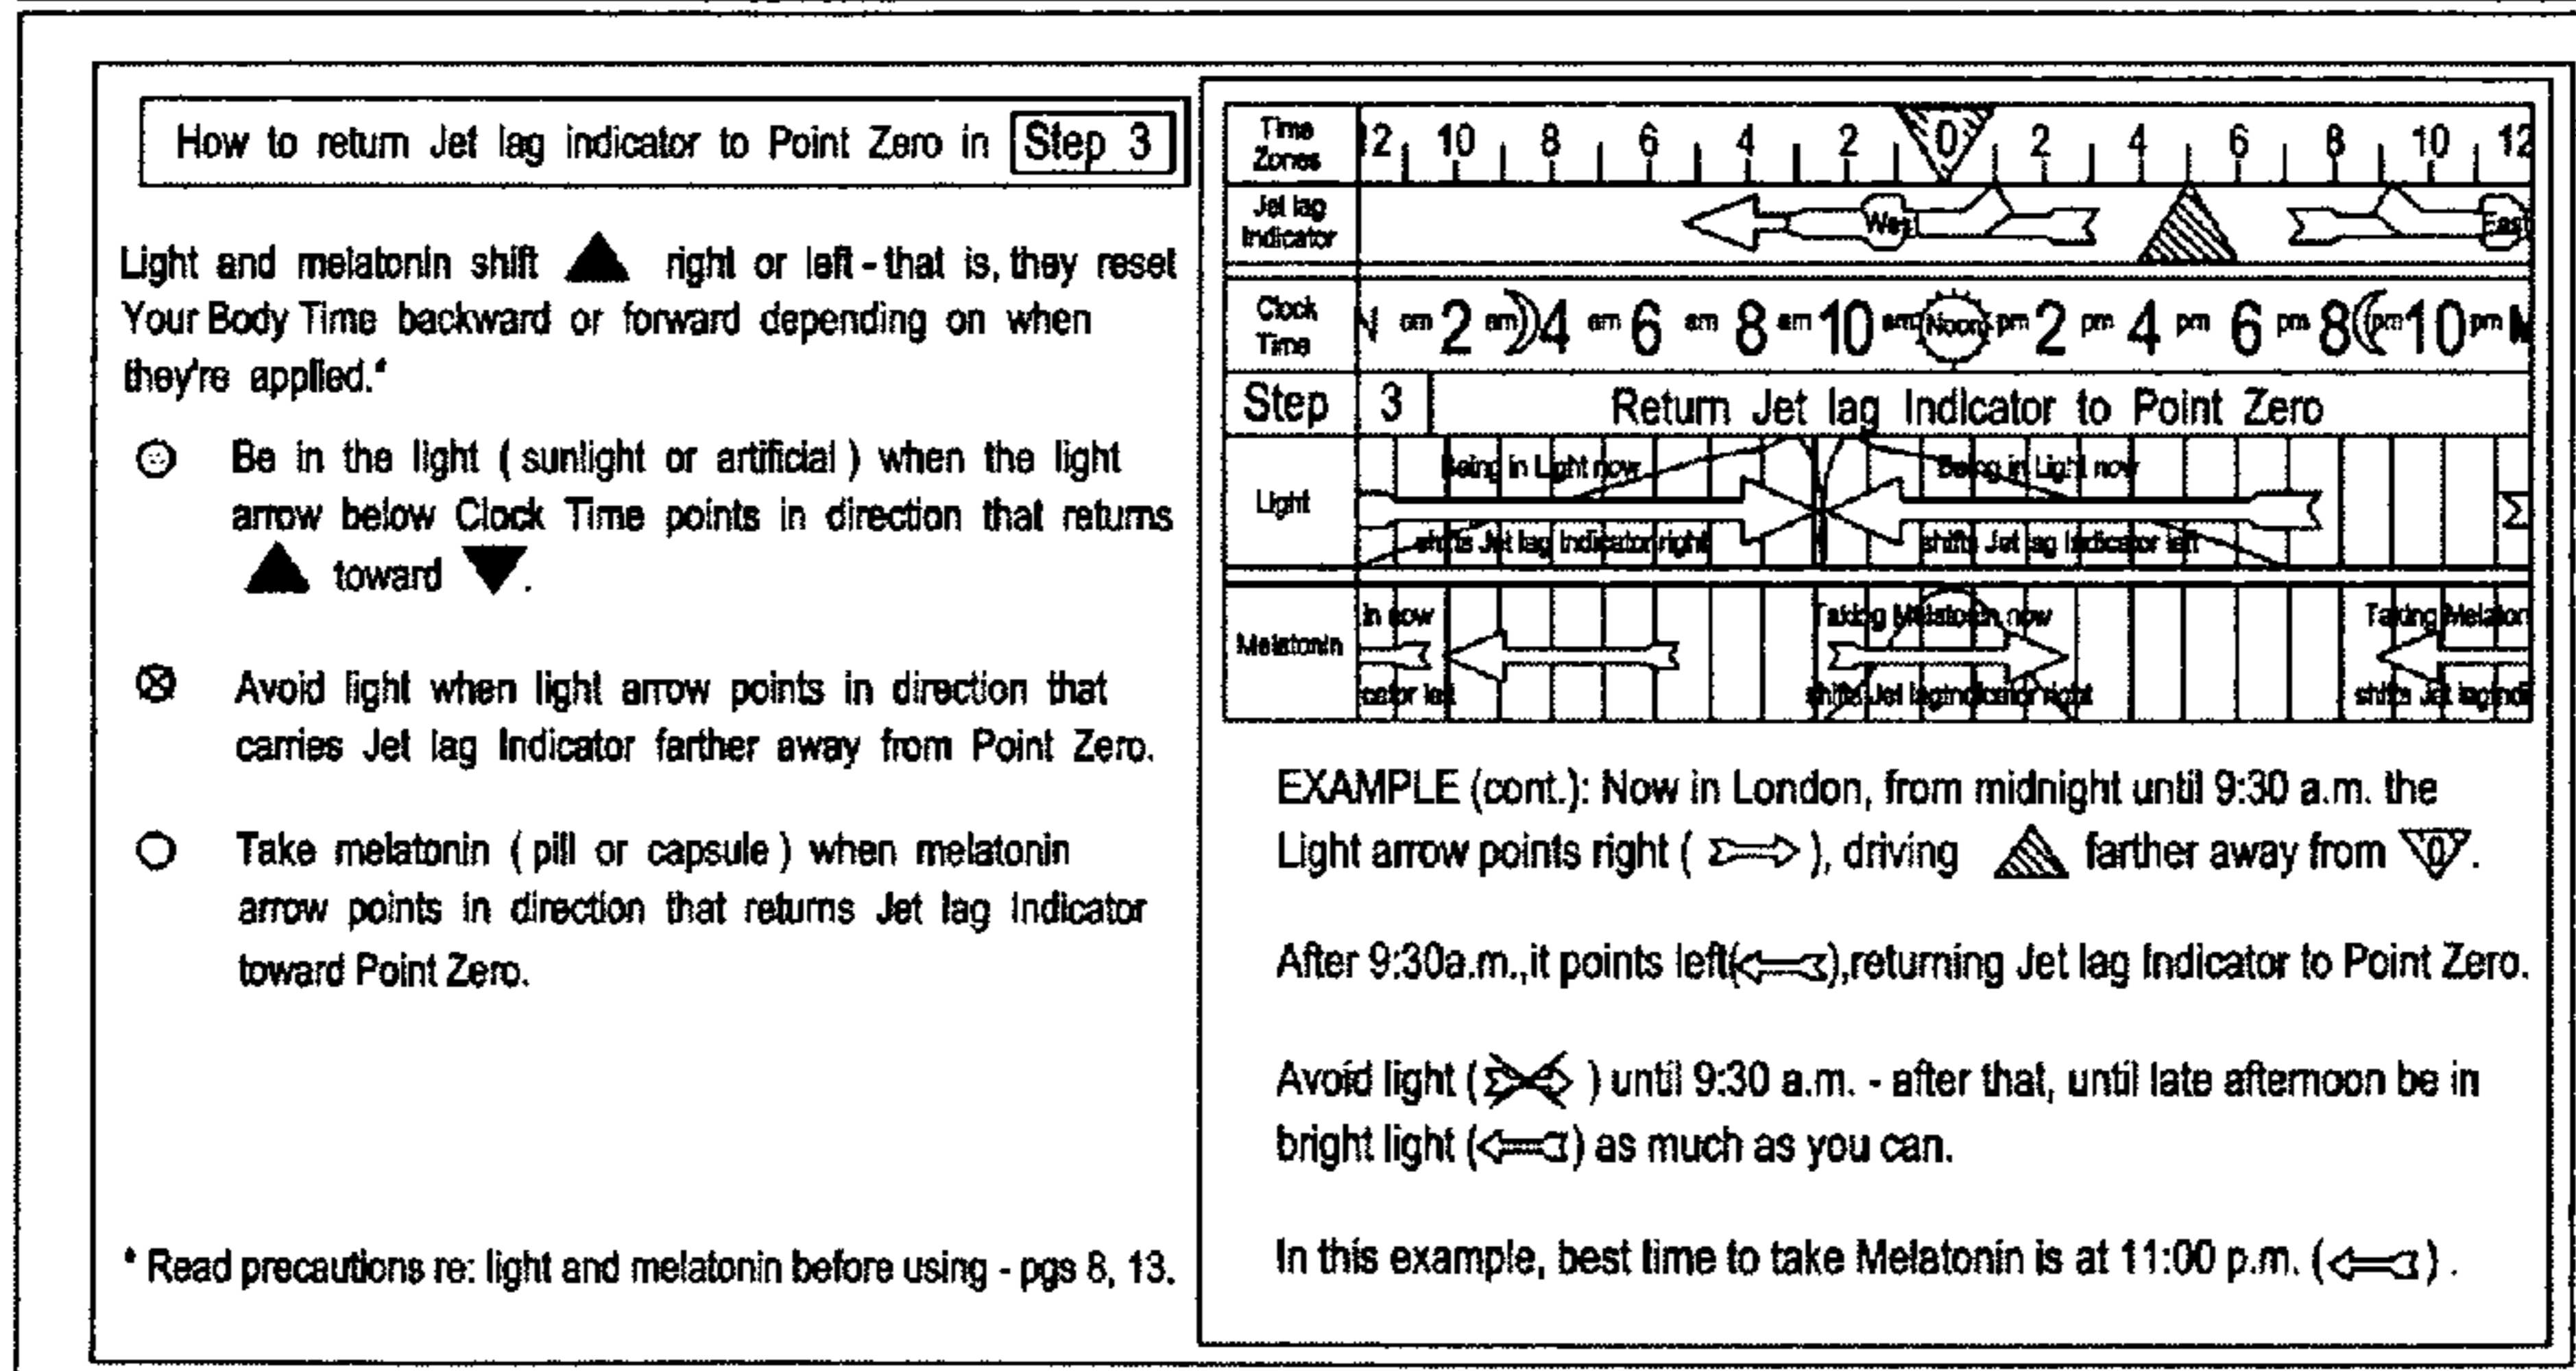 How to return Jet lag indicator to Point Zero in Step 3
Light and melatonin shift ▲ right or left - that is, they reset
Your Body Time backward or forward depending on when
they're applied.*
Be in the light ( sunlight or artificial ) when the light
arrow below Clock Time points in direction that returns
▲ toward ▼.
Avoid light when light arrow points in direction that
carries Jet lag Indicator farther away from Point Zero.
Take melatonin ( pill or capsule ) when melatonin
arrow points in direction that returns Jet lag Indicator
toward Point Zero.
* Read precautions re: light and melatonin before using - pgs 8, 13.
Time Zones 12 10 8 6 4 2 0 2 4 6 8 10 12
Jet lag Indicator West East
Clock Time am 2 am 4 am 6 am 8 am 10 am Noon pm 2 pm 4 pm 6 pm 8 pm 10 pm M
Step 3 Return Jet lag Indicator to Point Zero
Being in Light now Being in Light now
Light
shifts Jet lag Indicator right shifts Jet lag Indicator left
in now Taking Melatonin now Taking Melaton
Melatonin
cator left shifts Jet lag Indicator right shifts Jet lag Indi
EXAMPLE (cont.): Now in London, from midnight until 9:30 a.m. the
Light arrow points right ( ⇒ ), driving ▲ farther away from 0.
After 9:30a.m.,it points left(⇐),returning Jet lag Indicator to Point Zero.
Avoid light ( ) until 9:30 a.m. - after that, until late afternoon be in
bright light (⇐) as much as you can.
In this example, best time to take Melatonin is at 11:00 p.m. (⇐) .